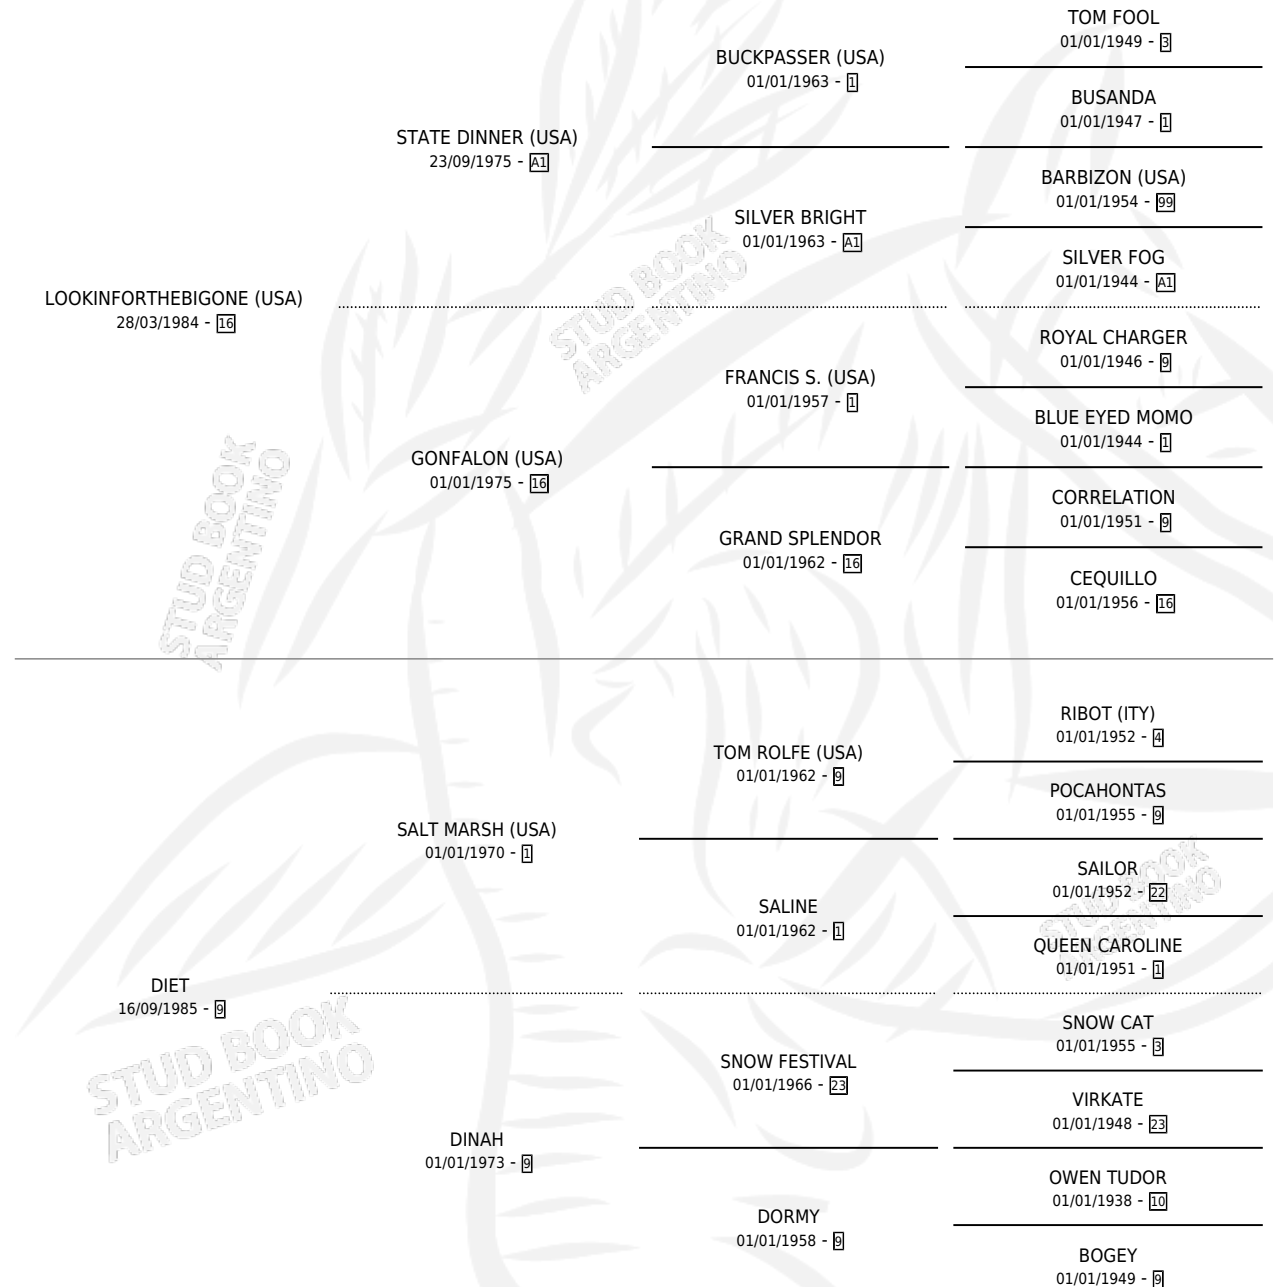 TOM FOOL
01/01/1949 - 3
BUCKPASSER (USA)
01/01/1963 - 1
BUSANDA
01/01/1947 - 1
STATE DINNER (USA)
23/09/1975 - A1
BARBIZON (USA)
01/01/1954 - 99
SILVER BRIGHT
01/01/1963 - A1
SILVER FOG
01/01/1944 - A1
LOOKINFORTHEBIGONE (USA)
28/03/1984 - 16
ROYAL CHARGER
01/01/1946 - 9
FRANCIS S. (USA)
01/01/1957 - 1
BLUE EYED MOMO
01/01/1944 - 1
GONFALON (USA)
01/01/1975 - 16
CORRELATION
01/01/1951 - 9
GRAND SPLENDOR
01/01/1962 - 16
CEQUILLO
01/01/1956 - 16
RIBOT (ITY)
01/01/1952 - 4
TOM ROLFE (USA)
01/01/1962 - 9
POCAHONTAS
01/01/1955 - 9
SALT MARSH (USA)
01/01/1970 - 1
SAILOR
01/01/1952 - 22
SALINE
01/01/1962 - 1
QUEEN CAROLINE
01/01/1951 - 1
DIET
16/09/1985 - 9
SNOW CAT
01/01/1955 - 3
SNOW FESTIVAL
01/01/1966 - 23
VIRKATE
01/01/1948 - 23
DINAH
01/01/1973 - 9
OWEN TUDOR
01/01/1938 - 10
DORMY
01/01/1958 - 9
BOGEY
01/01/1949 - 9
STUD BOOK
ARGENTINO
STUD BOOK
ARGENTINO
STUD BOOK
ARGENTINO
STUD BOOK
ARGENTINO